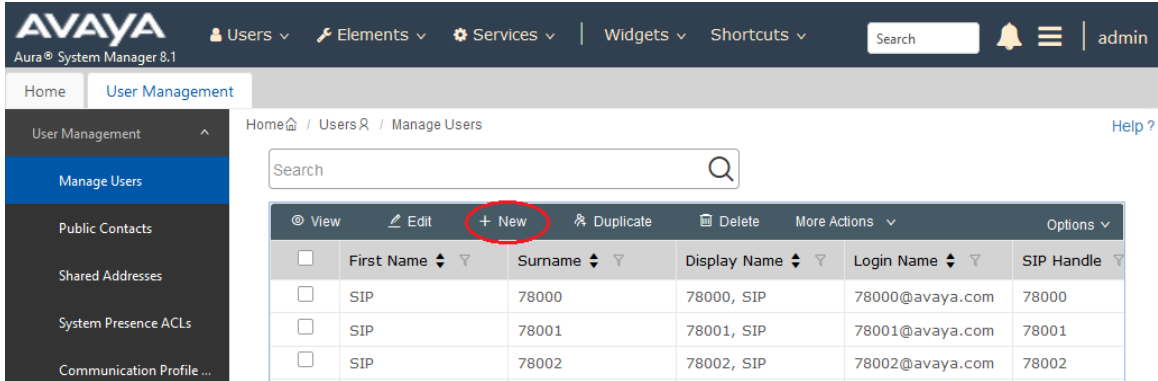 AVAYA
Aura® System Manager 8.1
Users Elements Services | Widgets Shortcuts Search admin
Home User Management
User Management
Manage Users
Public Contacts
Shared Addresses
System Presence ACLs
Communication Profile ...
Home / Users / Manage Users Help ?
Search
View Edit + New Duplicate Delete More Actions Options
First Name Surname Display Name Login Name SIP Handle
SIP 78000 78000, SIP 78000@avaya.com 78000
SIP 78001 78001, SIP 78001@avaya.com 78001
SIP 78002 78002, SIP 78002@avaya.com 78002